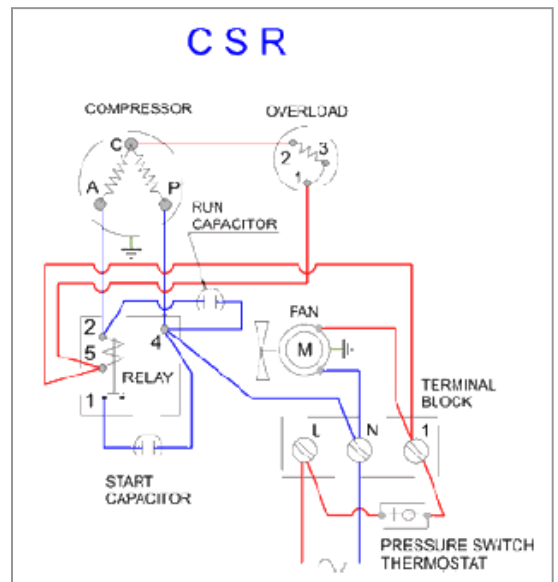 CSR
COMPRESSOR
OVERLOAD
C
2
3
1
A
P
RUN
CAPACITOR
2
5
4
RELAY
1
FAN
M
TERMINAL
BLOCK
L
N
1
START
CAPACITOR
PRESSURE SWITCH
THERMOSTAT